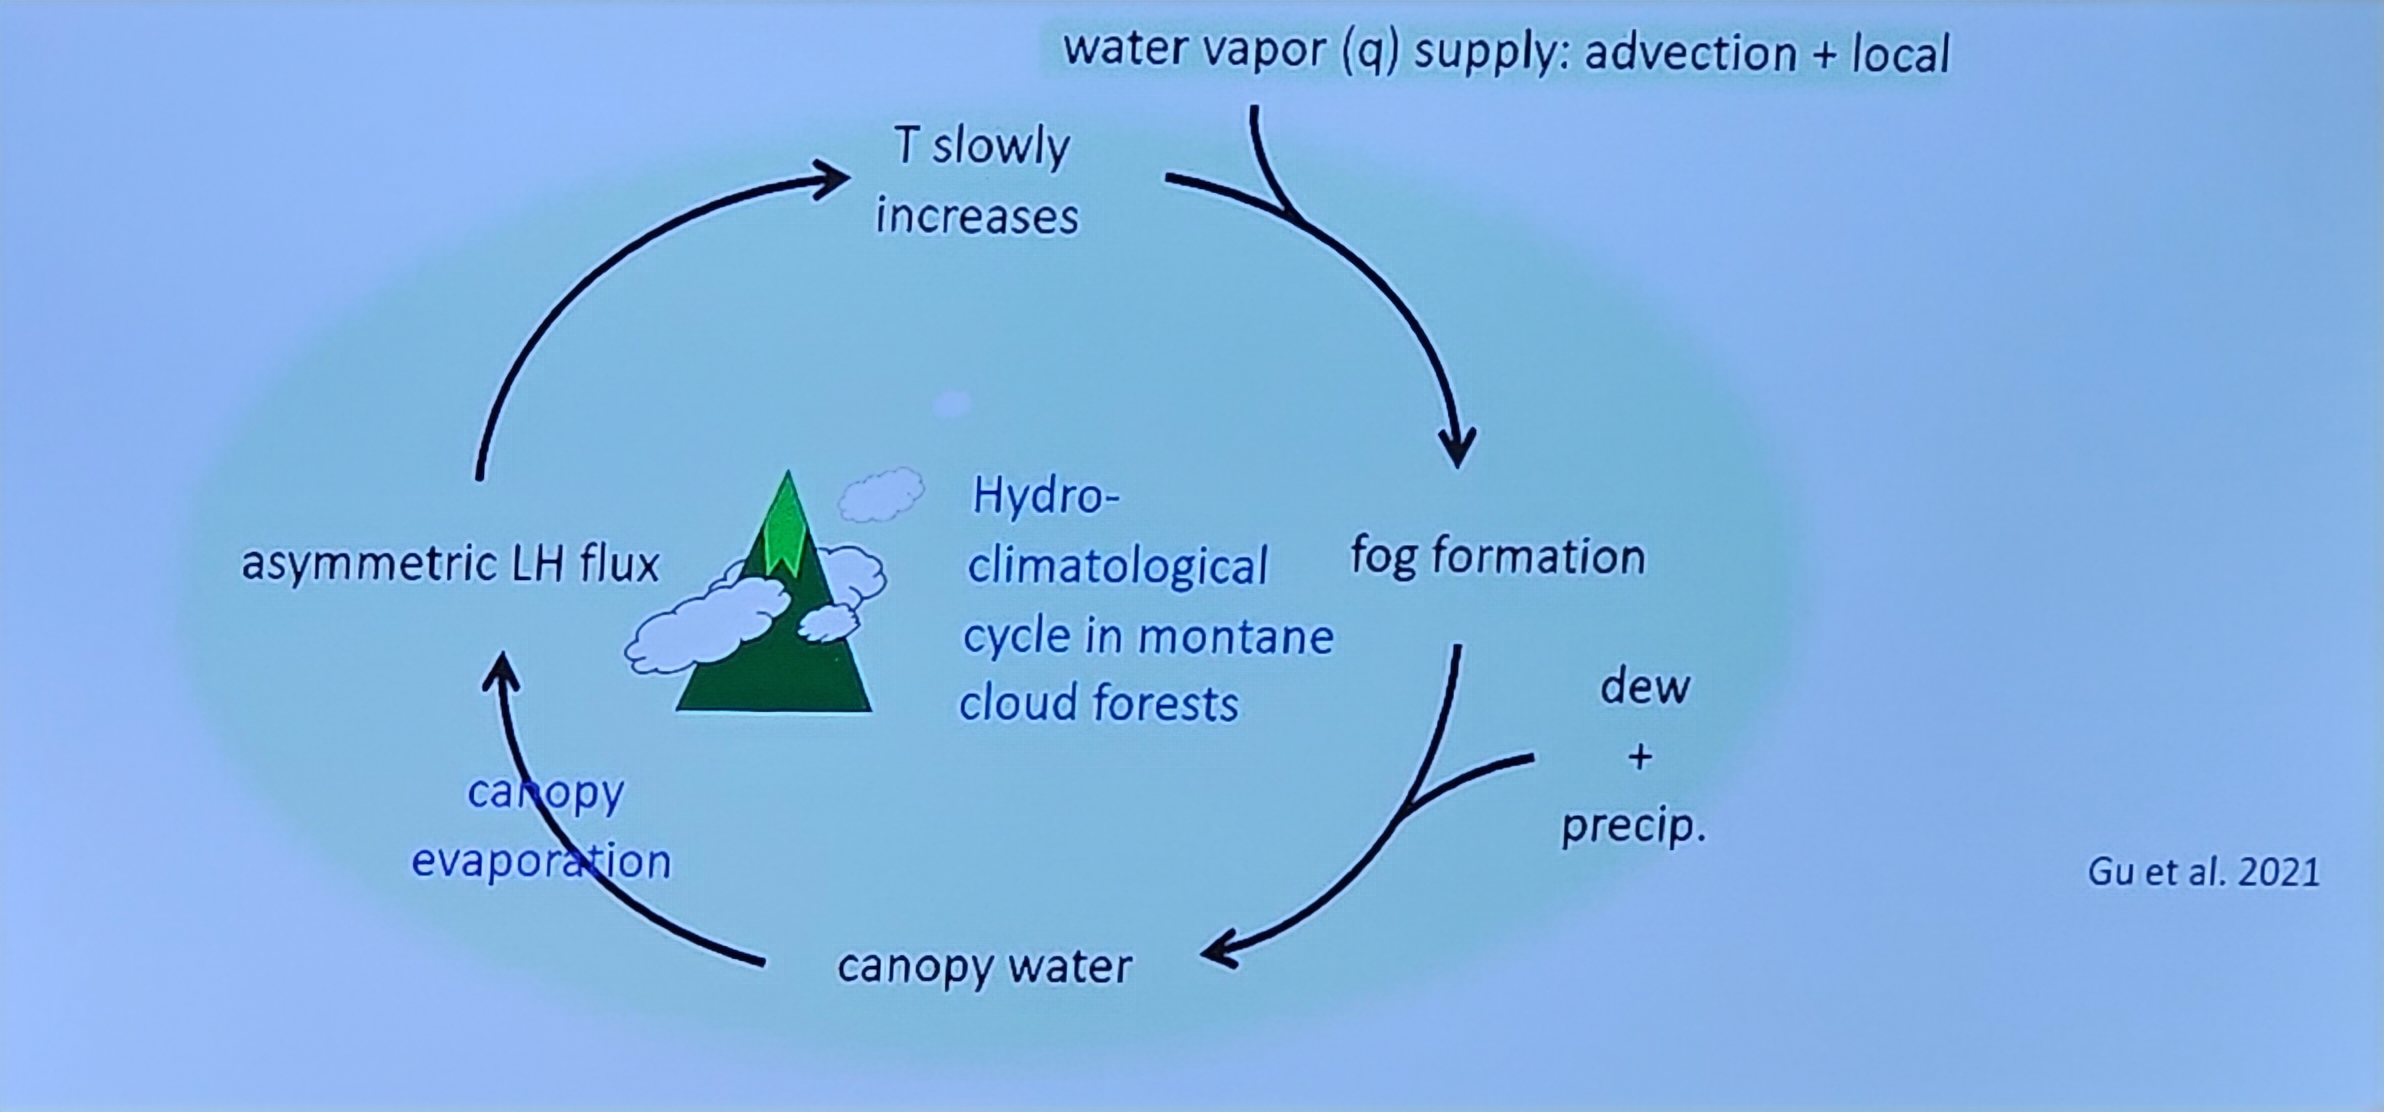 water vapor (q) supply: advection + local
T slowly
increases
Hydro-
climatological
cycle in montane
cloud forests
asymmetric LH flux
fog formation
dew
+
precip.
canopy
evaporation
canopy water
Gu et al. 2021